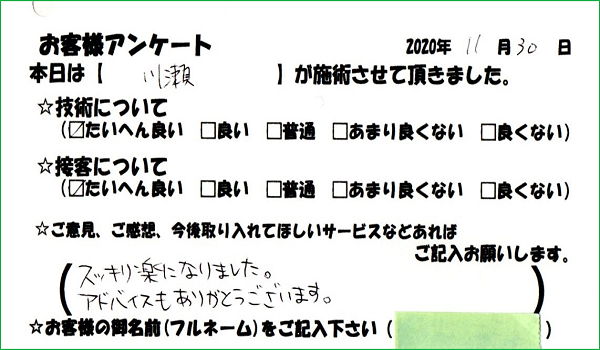 お客様アンケート 2020年 11 月 30 日
本日は【 川瀬 】が施術させて頂きました。
☆技術について
(☑たいへん良い □良い □普通 □あまり良くない □良くない)
☆接客について
(☑たいへん良い □良い □普通 □あまり良くない □良くない)
☆ご意見、ご感想、今後取り入れてほしいサービスなどあれば
ご記入お願いします。
(スッキリ楽になりました。
アドバイスもありがとうございます。)
☆お客様の御名前(フルネーム)をご記入下さい( )